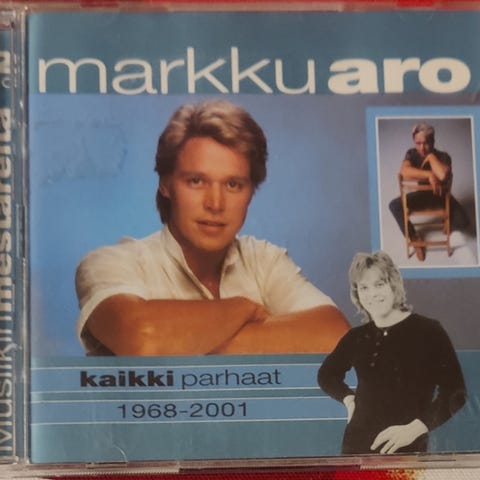 markku aro
kaikki parhaat
1968-2001
Musiikin mestareita